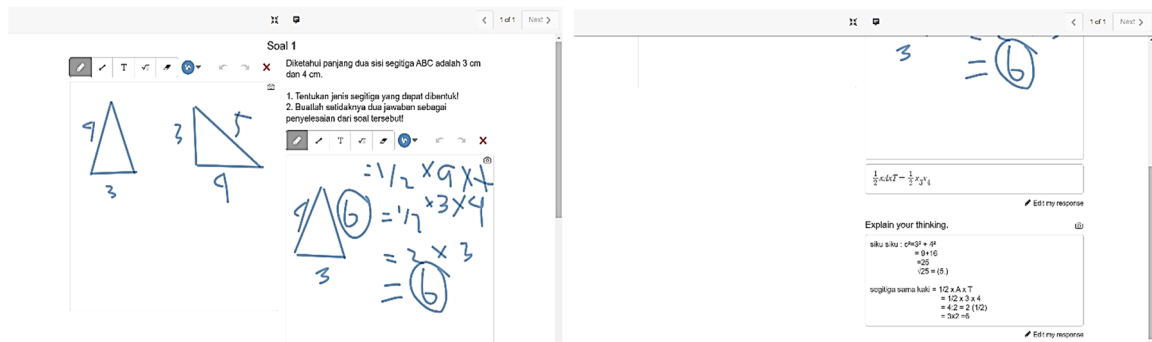 1 of 1 Next
Soal 1
Diketahui panjang dua sisi segitiga ABC adalah 3 cm
dan 4 cm.
1. Tentukan jenis segitiga yang dapat dibentuk!
2. Buatlah setidaknya dua jawaban sebagai
penyelesaian dari soal tersebut!
T √
4
3
3
5
4
T √
4
3
6
= 1/2 × a × t
= 1/2 × 3 × 4
= 2 × 3
= 6
1 of 1 Next
3
= 6
1/2 xAxT = 1/2 x3x4
Edit my response
Explain your thinking.
siku siku : c²=3² + 4²
= 9+16
=25
√25 = (5.)
segitiga sama kaki = 1/2 x A x T
= 1/2 x 3 x 4
= 4:2 = 2 (1/2)
= 3x2 =6
Edit my response